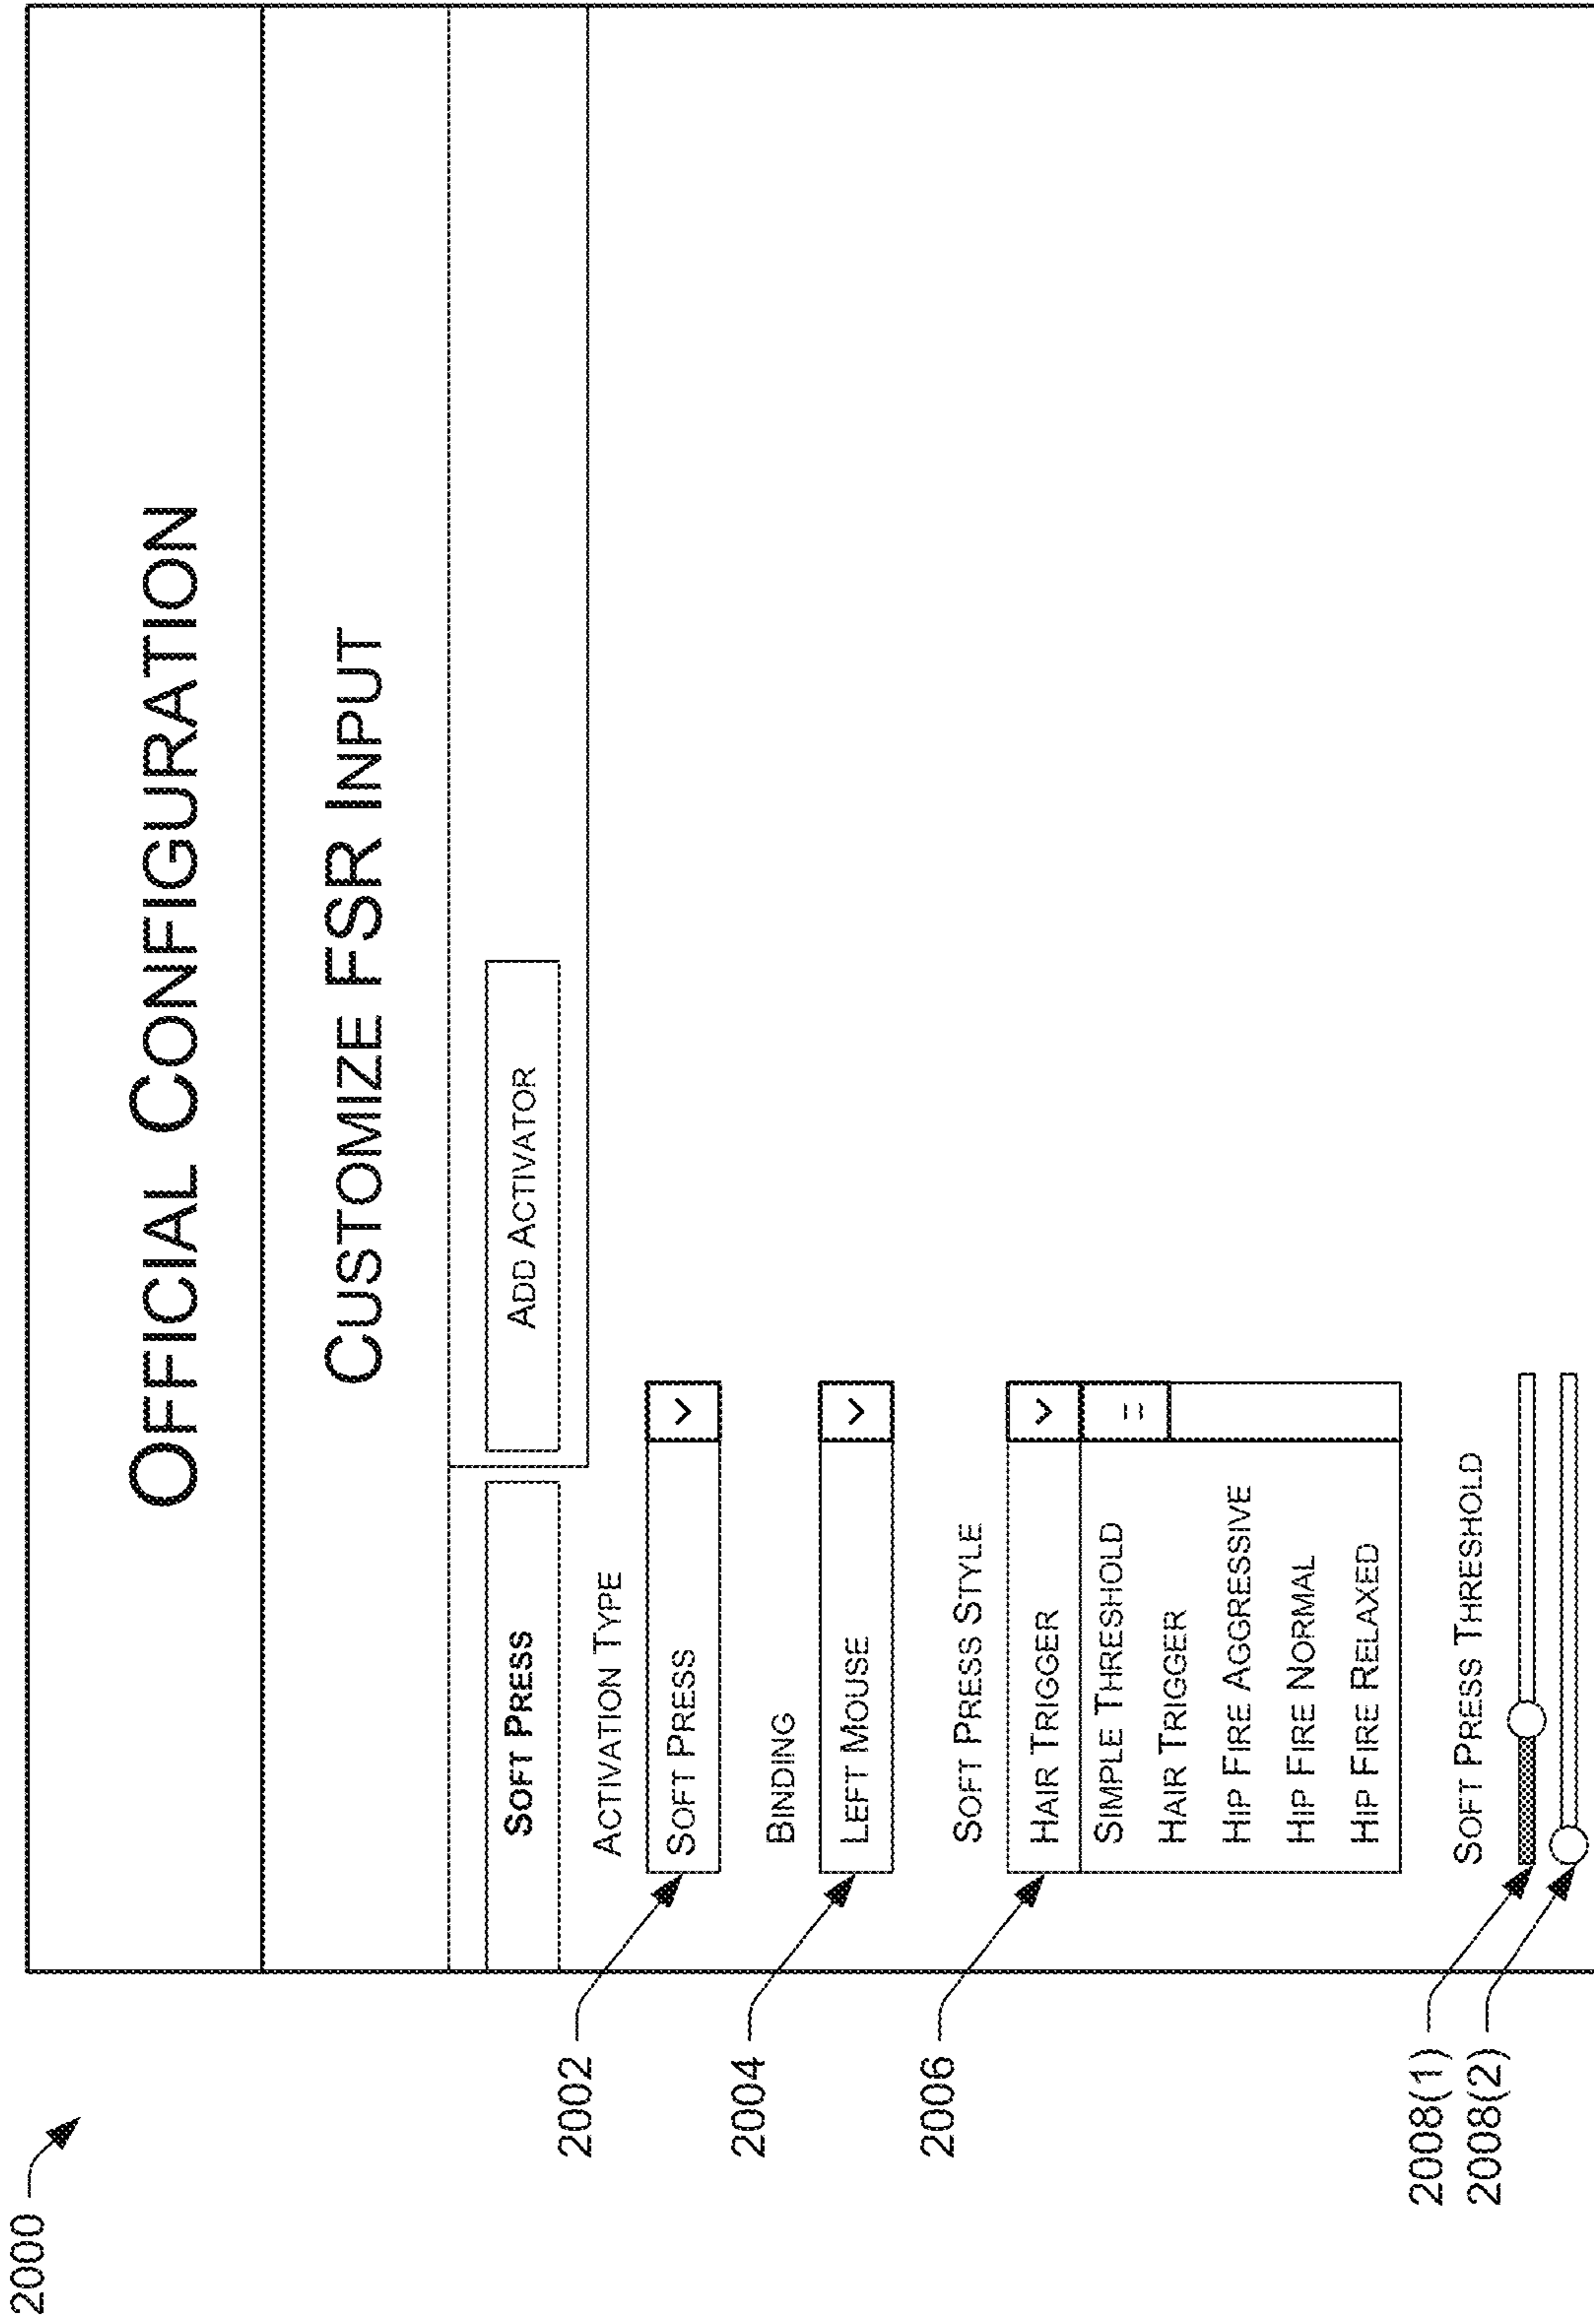 2000
OFFICIAL CONFIGURATION
CUSTOMIZE FSR INPUT
SOFT PRESS
ADD ACTIVATOR
ACTIVATION TYPE
2002
SOFT PRESS
BINDING
2004
LEFT MOUSE
SOFT PRESS STYLE
2006
HAIR TRIGGER
SIMPLE THRESHOLD
=
HAIR TRIGGER
HIP FIRE AGGRESSIVE
HIP FIRE NORMAL
HIP FIRE RELAXED
SOFT PRESS THRESHOLD
2008(1)
2008(2)